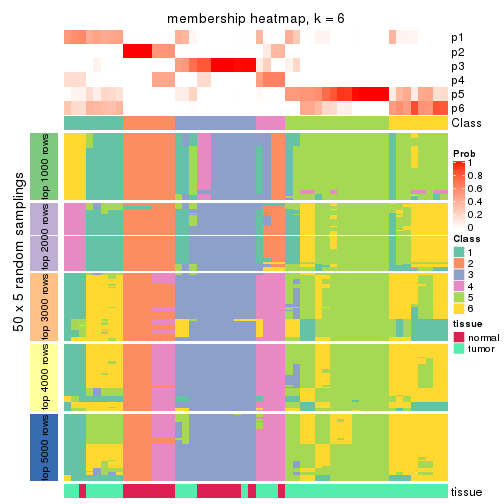 membership heatmap, k = 6
p1
p2
p3
p4
p5
p6
Class
50 x 5 random samplings
top 1000 rows
top 2000 rows
top 3000 rows
top 4000 rows
top 5000 rows
tissue
Prob
1
0.8
0.6
0.4
0.2
0
Class
1
2
3
4
5
6
tissue
normal
tumor